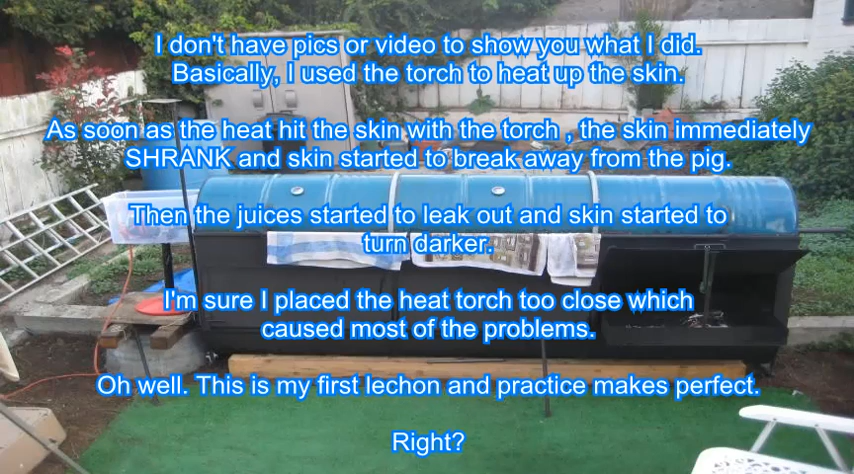 I don't have pics or video to show you what I did.
Basically, I used the torch to heat up the skin.
As soon as the heat hit the skin with the torch , the skin immediately
SHRANK and skin started to break away from the pig.
Then the juices started to leak out and skin started to
turn darker.
I'm sure I placed the heat torch too close which
caused most of the problems.
Oh well. This is my first lechon and practice makes perfect.
Right?